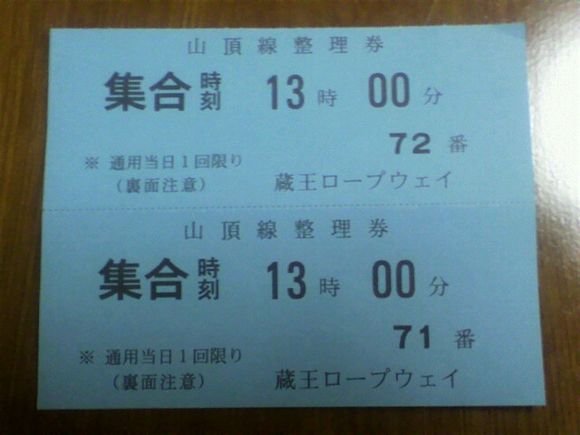 山頂線整理券
集合時刻 13時 00分
72番
※ 通用当日1回限り
(裏面注意) 蔵王ロープウェイ
山頂線整理券
集合時刻 13時 00分
71番
※ 通用当日1回限り
(裏面注意) 蔵王ロープウェイ